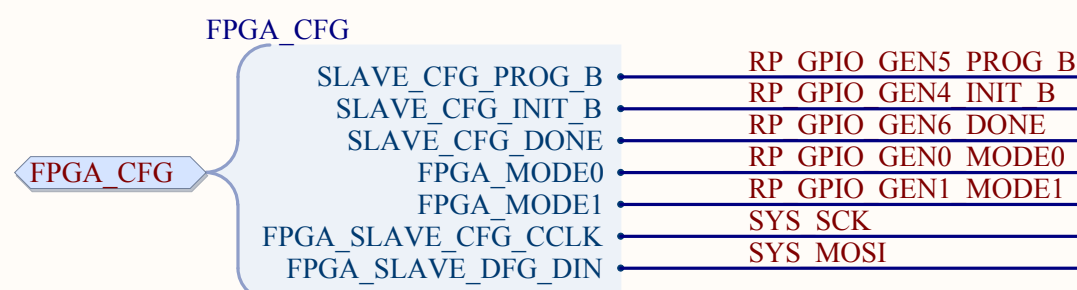 FPGA_CFG
SLAVE_CFG_PROG_B RP_GPIO_GEN5_PROG_B
SLAVE_CFG_INIT_B RP_GPIO_GEN4_INIT_B
SLAVE_CFG_DONE RP_GPIO_GEN6_DONE
FPGA_CFG FPGA_MODE0 RP_GPIO_GEN0_MODE0
FPGA_MODE1 RP_GPIO_GEN1_MODE1
FPGA_SLAVE_CFG_CCLK SYS_SCK
FPGA_SLAVE_DFG_DIN SYS_MOSI